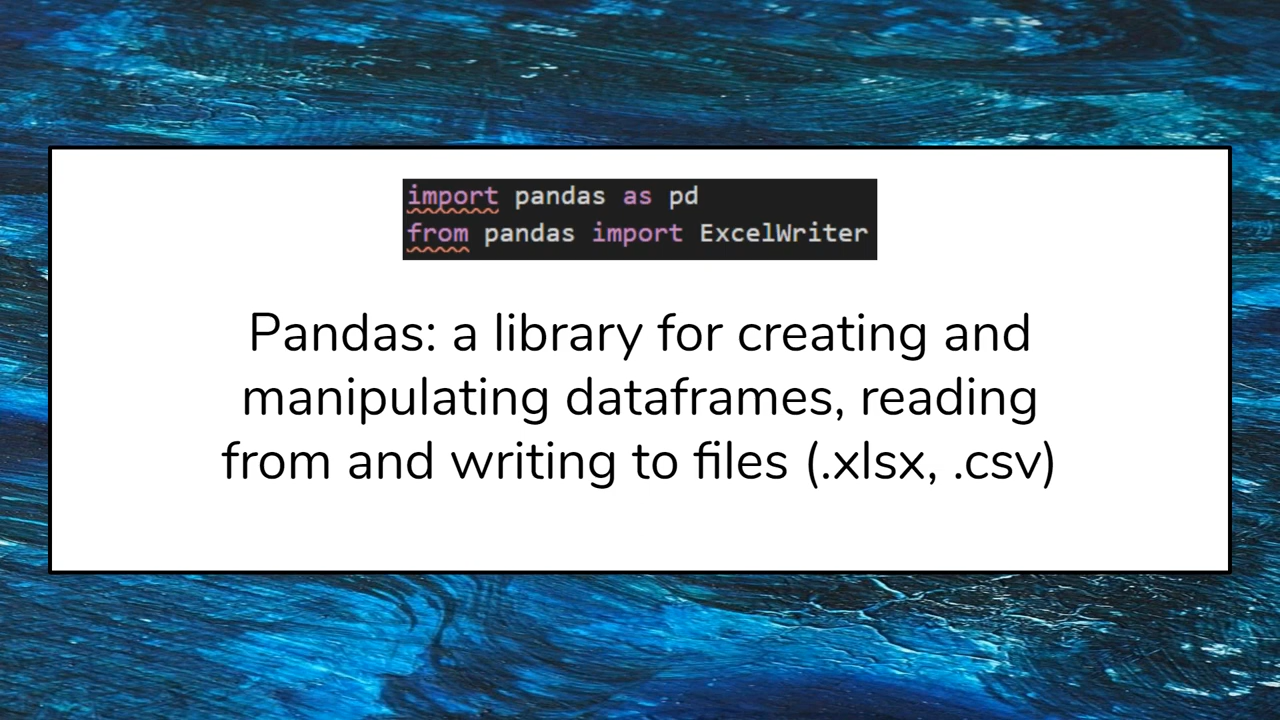 import pandas as pd
from pandas import ExcelWriter
Pandas: a library for creating and
manipulating dataframes, reading
from and writing to files (.xlsx, .csv)